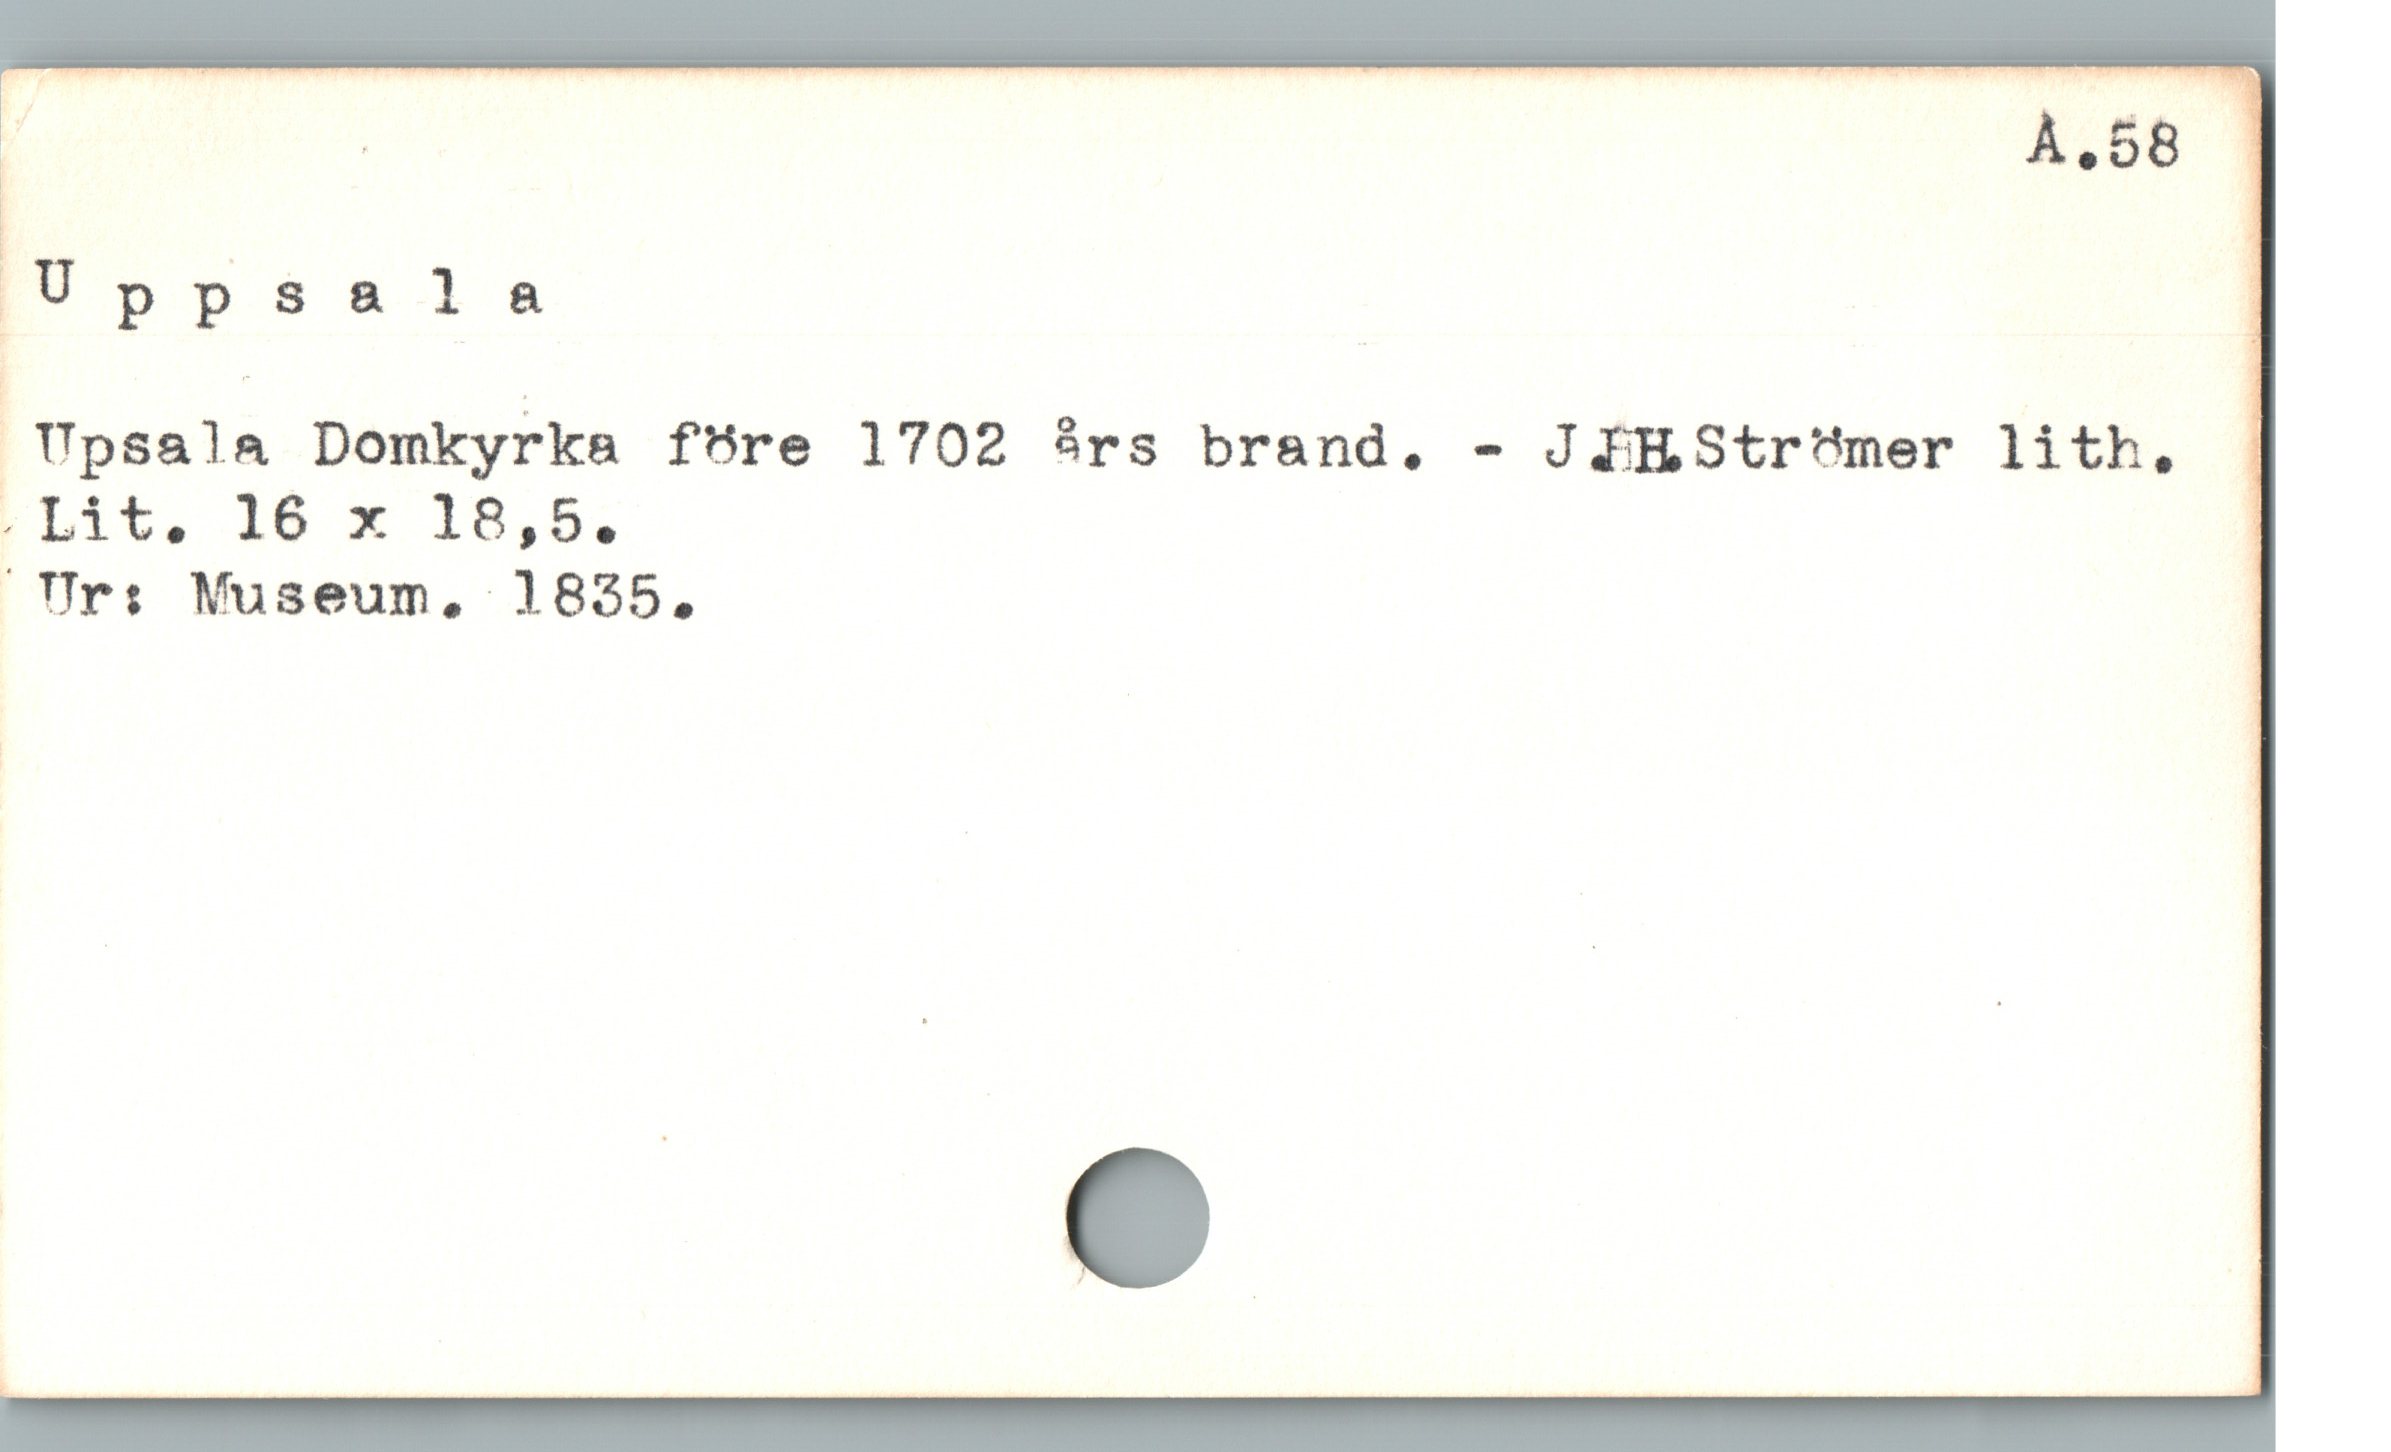 A.58
U p p s a l a
Upsala Domkyrka före 1702 års brand. - J.H.Strömer lith.
Lit. 16 x 18,5.
Ur: Museum. 1835.